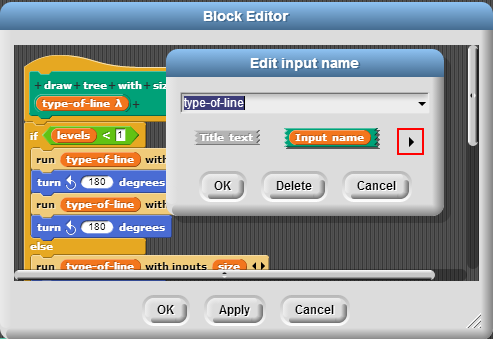 Block Editor
Edit input name
type-of-line
Title text
Input name
OK
Delete
Cancel
+ draw + tree + with + siz
type-of-line λ +
if levels < 1
run type-of-line with
turn 180 degrees
run type-of-line with
turn 180 degrees
else
run type-of-line with inputs size
OK
Apply
Cancel